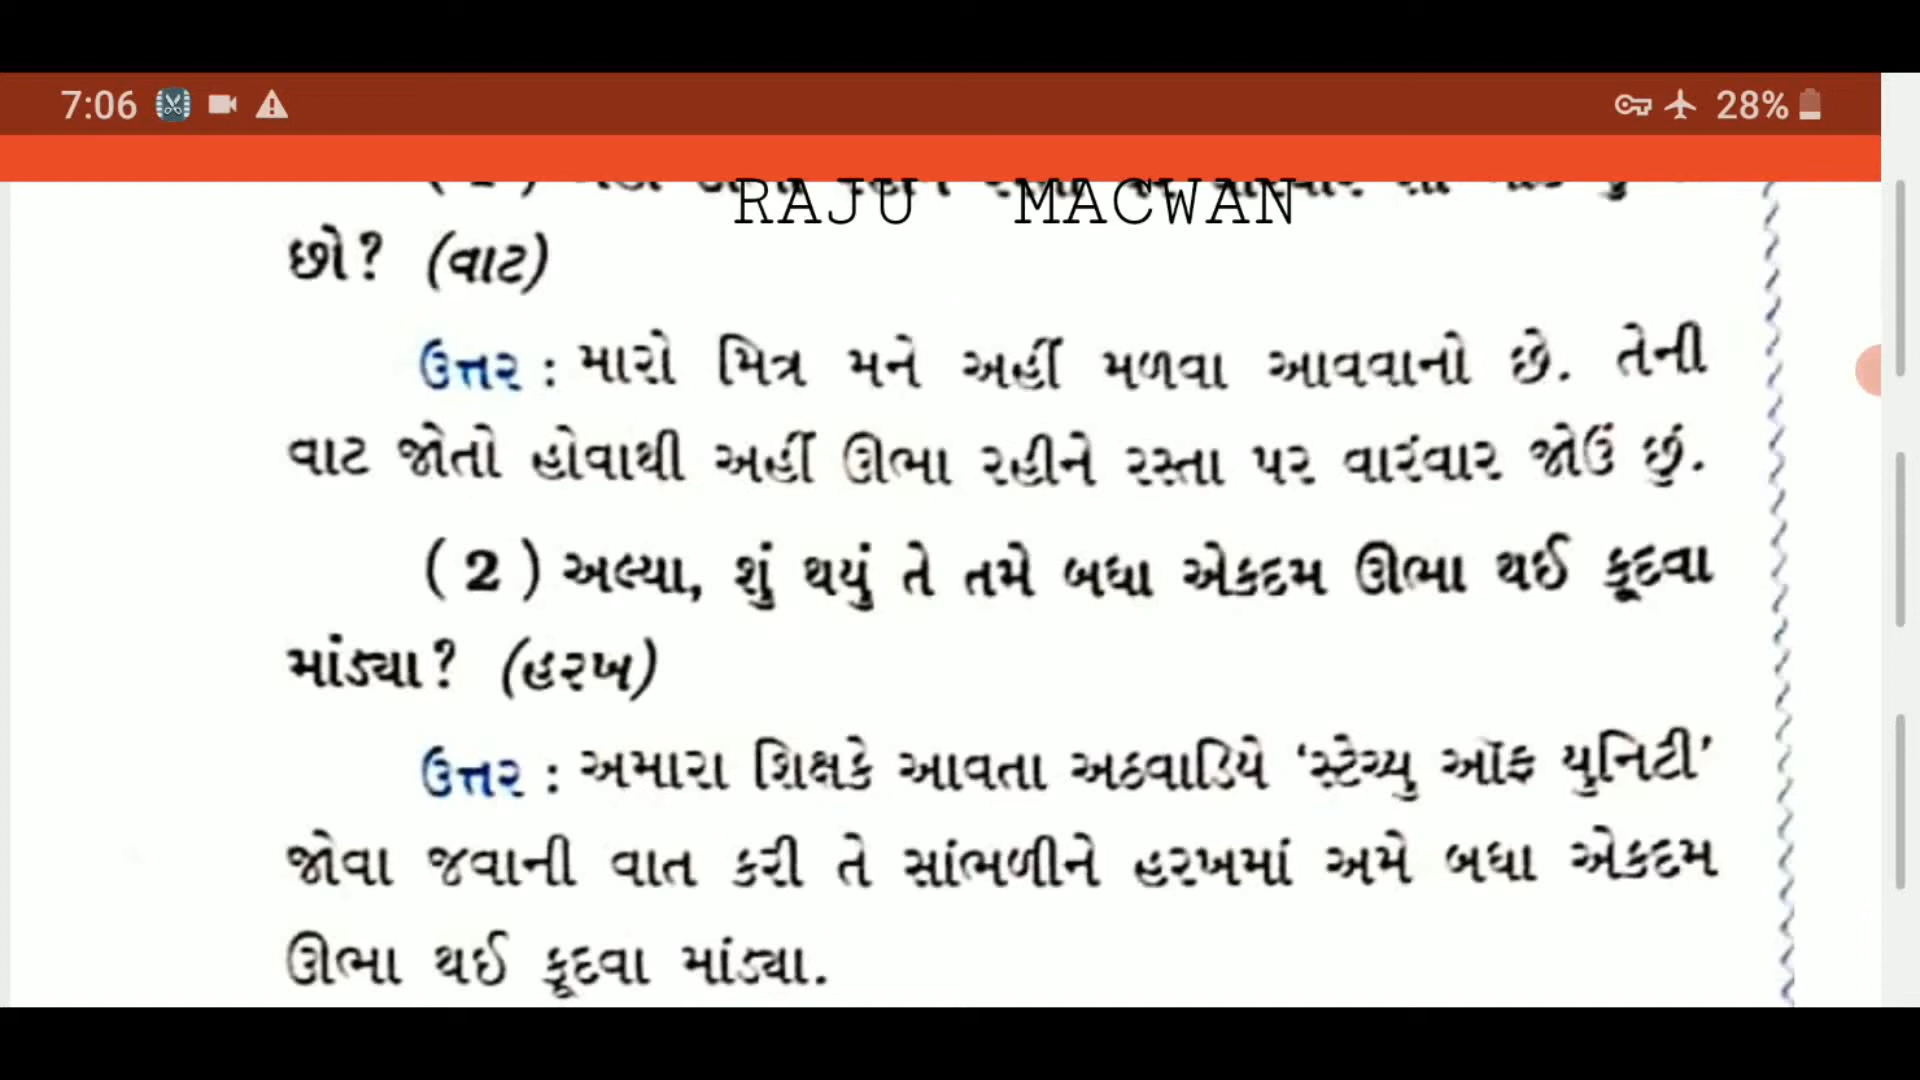 7:06 28%
RAJU MACWAN
છો? (વાટ)
ઉત્તર : મારો મિત્ર મને અહીં મળવા આવવાનો છે. તેની
વાટ જોતો હોવાથી અહીં ઊભા રહીને રસ્તા પર વારંવાર જોઉં છું.
(2) અલ્યા, શું થયું તે તમે બધા એકદમ ઊભા થઈ કૂદવા
માંડ્યા? (હરખ)
ઉત્તર : અમારા શિક્ષકે આવતા અઠવાડિયે ‘સ્ટેચ્યુ ઑફ યુનિટી’
જોવા જવાની વાત કરી તે સાંભળીને હરખમાં અમે બધા એકદમ
ઊભા થઈ કૂદવા માંડ્યા.